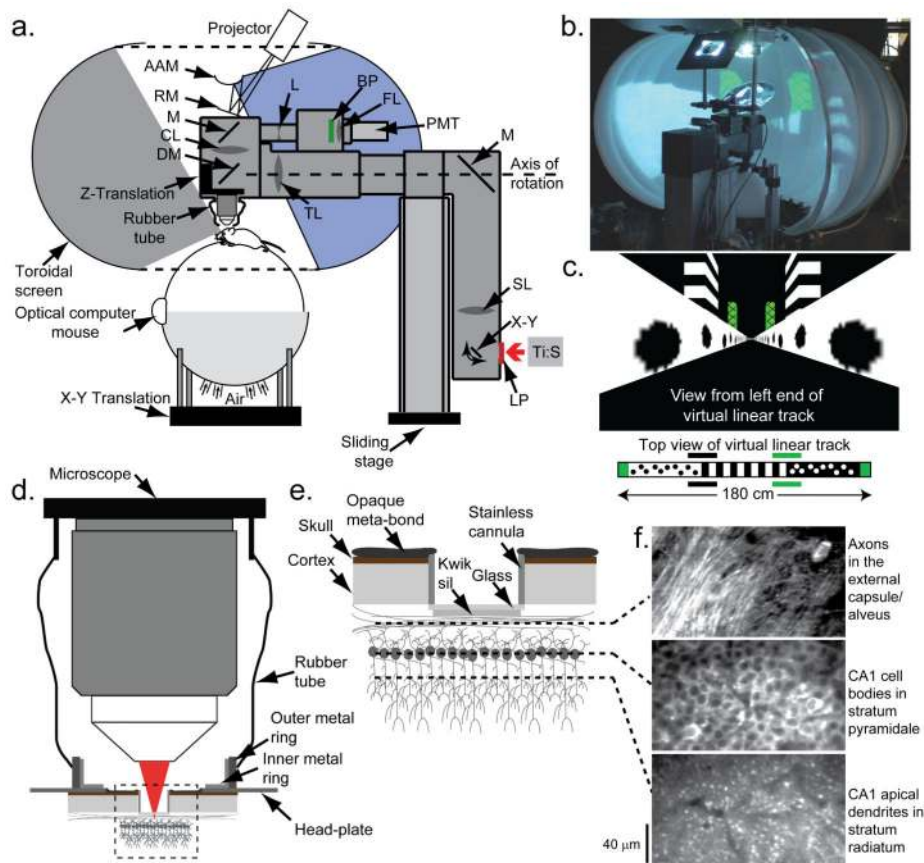 a.
Projector
AAM
RM
M
CL
DM
Z-Translation
Rubber
tube
Toroidal
screen
Optical computer
mouse
X-Y Translation
Air
L
BP
FL
PMT
M
Axis of
rotation
TL
SL
X-Y
Ti:S
LP
Sliding
stage
b.
c.
View from left end of
virtual linear track
Top view of virtual linear track
180 cm
d.
Microscope
Rubber
tube
Outer metal
ring
Inner metal
ring
Head-plate
e.
Opaque
meta-bond
Stainless
cannula
Skull
Cortex
Kwik
sil
Glass
f.
Axons
in the
external
capsule/
alveus
CA1 cell
bodies in
stratum
pyramidale
CA1 apical
dendrites in
stratum
radiatum
40 μm